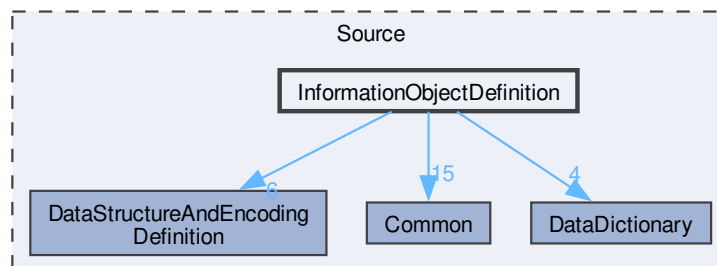 Source
InformationObjectDefinition
6
15
4
DataStructureAndEncoding
Definition
Common
DataDictionary